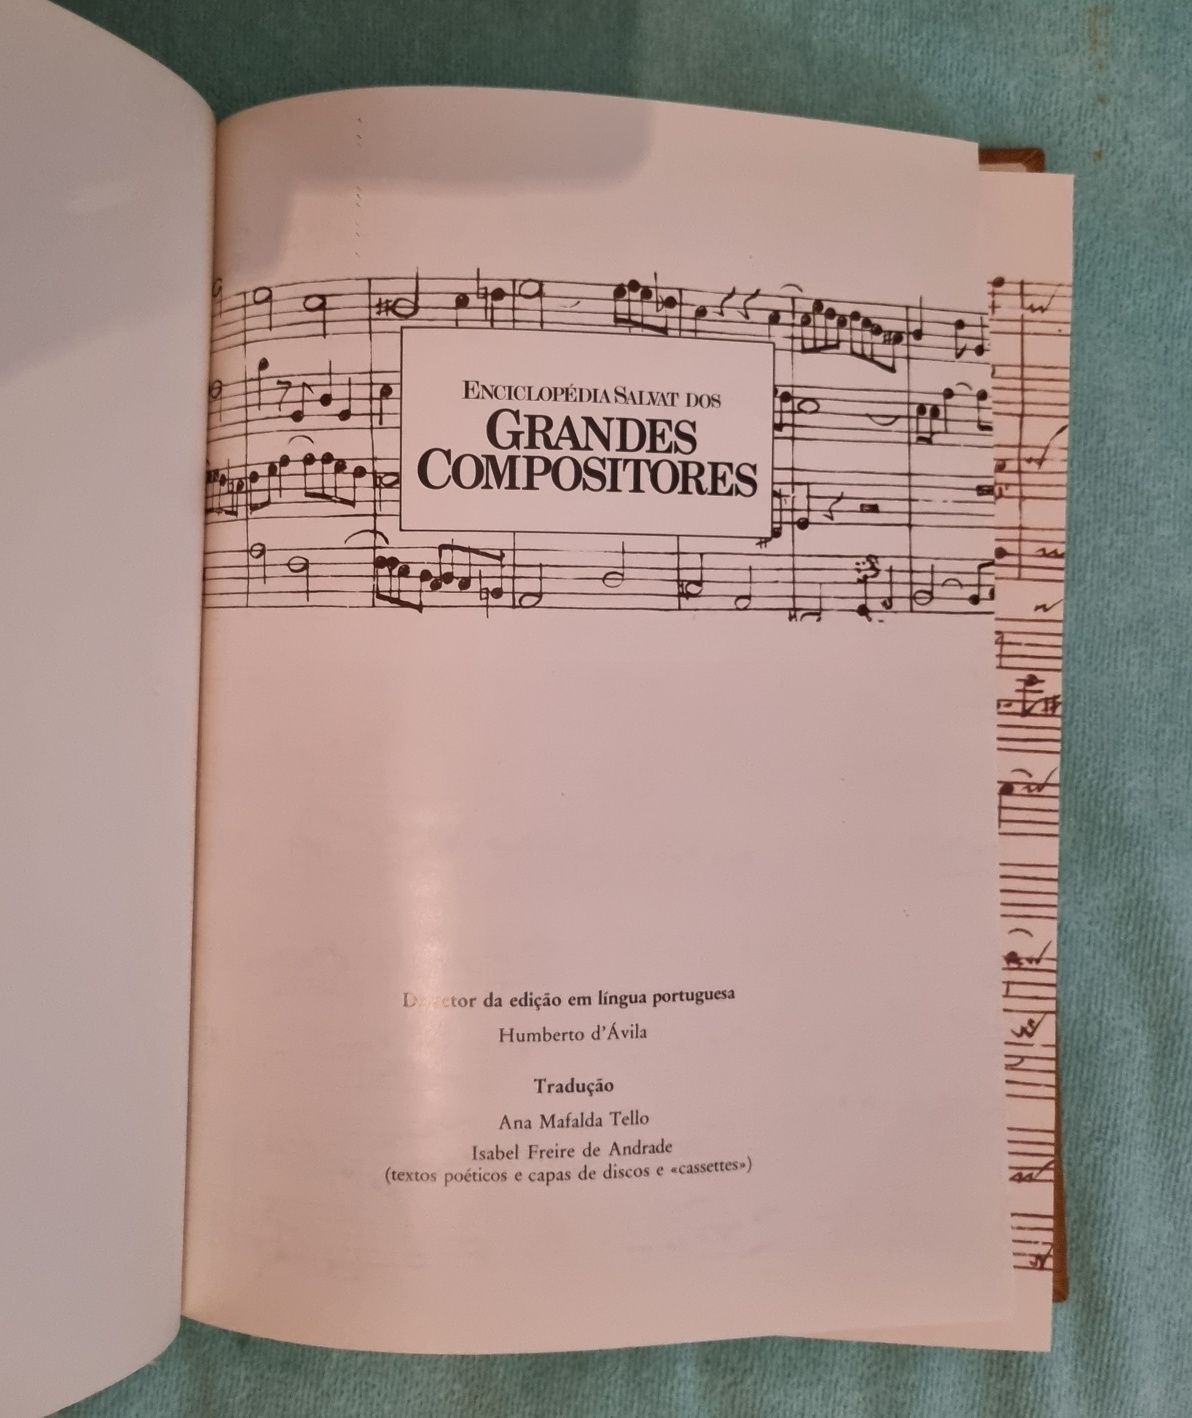 ENCICLOPÉDIA SALVAT DOS
GRANDES
COMPOSITORES
Director da edição em língua portuguesa
Humberto d'Ávila
Tradução
Ana Mafalda Tello
Isabel Freire de Andrade
(textos poéticos e capas de discos e «cassettes»)